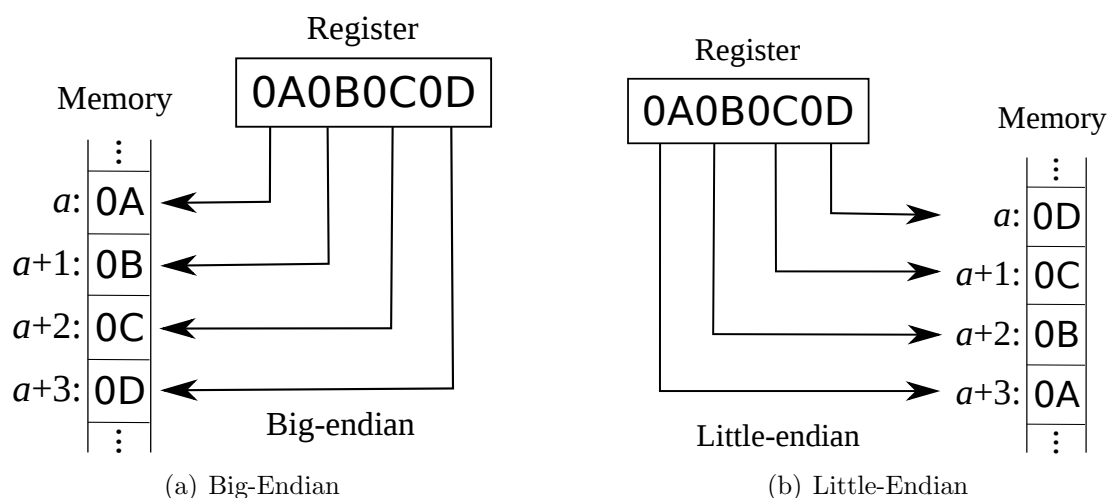 Register
0A0B0C0D
Memory
⋮
a: 0A
a+1: 0B
a+2: 0C
a+3: 0D
⋮
Big-endian
(a) Big-Endian
Register
0A0B0C0D
Memory
⋮
a: 0D
a+1: 0C
a+2: 0B
a+3: 0A
⋮
Little-endian
(b) Little-Endian